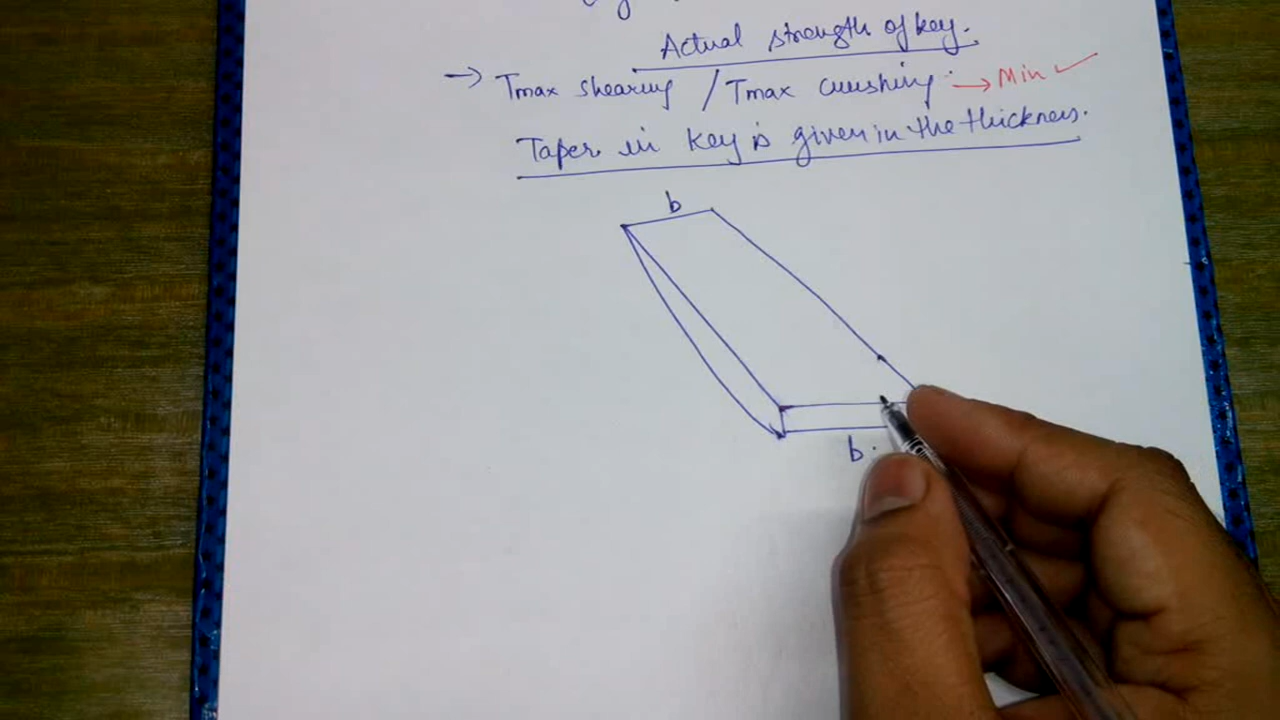 Actual strength of key.
→ Tmax shearing / Tmax crushing. → Min ✓
Taper in key is given in the thickness.
b
b.